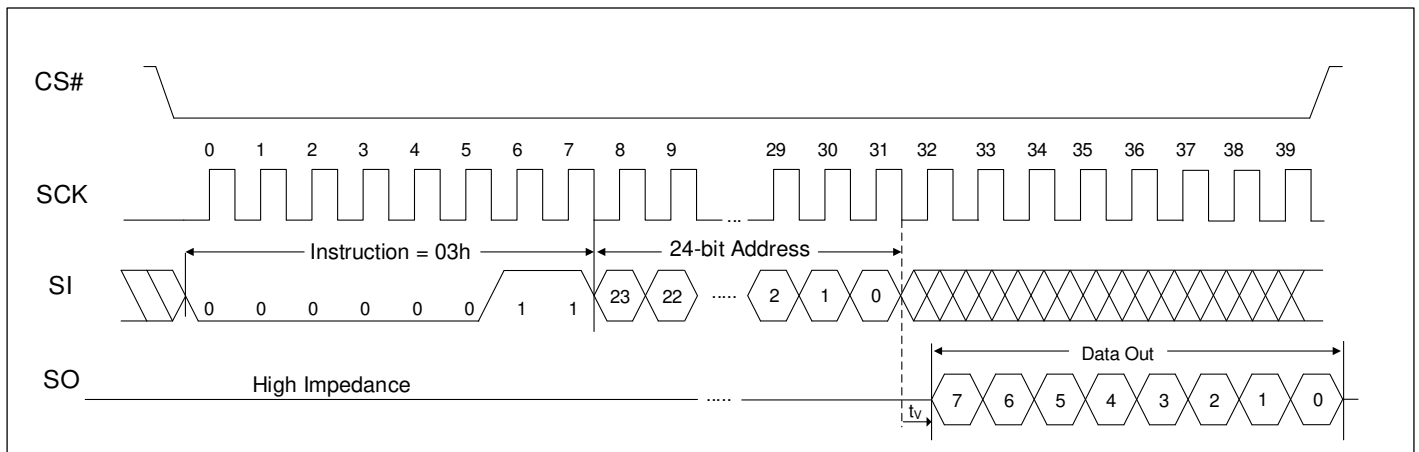 CS#
0 1 2 3 4 5 6 7 8 9 29 30 31 32 33 34 35 36 37 38 39
SCK
...
Instruction = 03h 24-bit Address
SI
0 0 0 0 0 0 1 1 23 22 ..... 2 1 0
Data Out
SO
High Impedance .....
tV 7 6 5 4 3 2 1 0